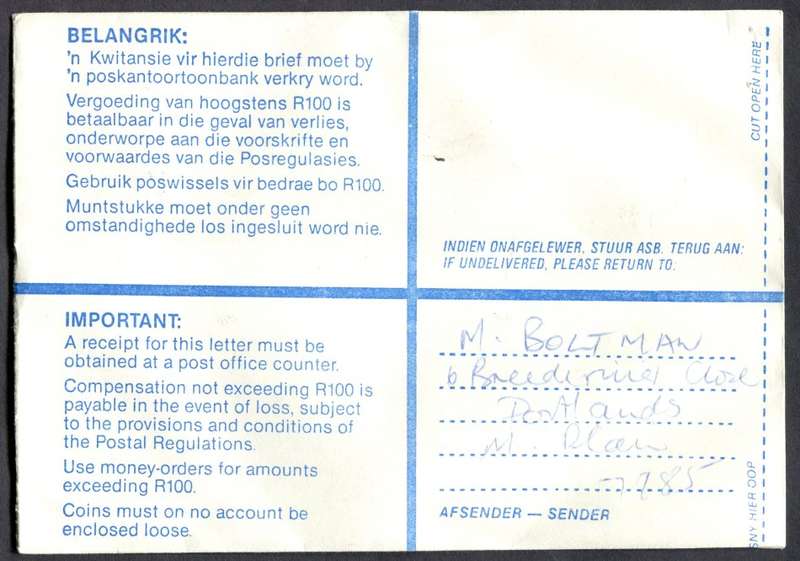 BELANGRIK:
'n Kwitansie vir hierdie brief moet by
'n poskantoortoonbank verkry word.
Vergoeding van hoogstens R100 is
betaalbaar in die geval van verlies,
onderworpe aan die voorskrifte en
voorwaardes van die Posregulasies.
Gebruik poswissels vir bedrae bo R100.
Muntstukke moet onder geen
omstandighede los ingesluit word nie.
CUT OPEN HERE
INDIEN ONAFGELEWER, STUUR ASB. TERUG AAN:
IF UNDELIVERED, PLEASE RETURN TO:
IMPORTANT:
A receipt for this letter must be
obtained at a post office counter.
Compensation not exceeding R100 is
payable in the event of loss, subject
to the provisions and conditions of
the Postal Regulations.
Use money-orders for amounts
exceeding R100.
Coins must on no account be
enclosed loose.
M. BOLTMAN
6 Close
M. Plain
7785
AFSENDER — SENDER
SNY HIER OOP